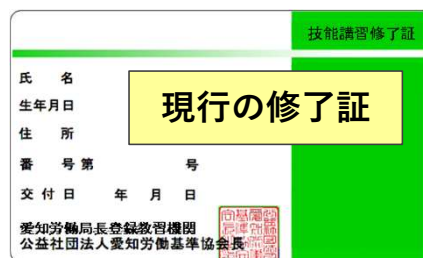 技能講習修了証
氏 名
生年月日
住 所
番 号 第 号
交 付 日 年 月 日
現行の修了証
愛知労働局長登録教習機関
公益社団法人愛知労働基準協会長